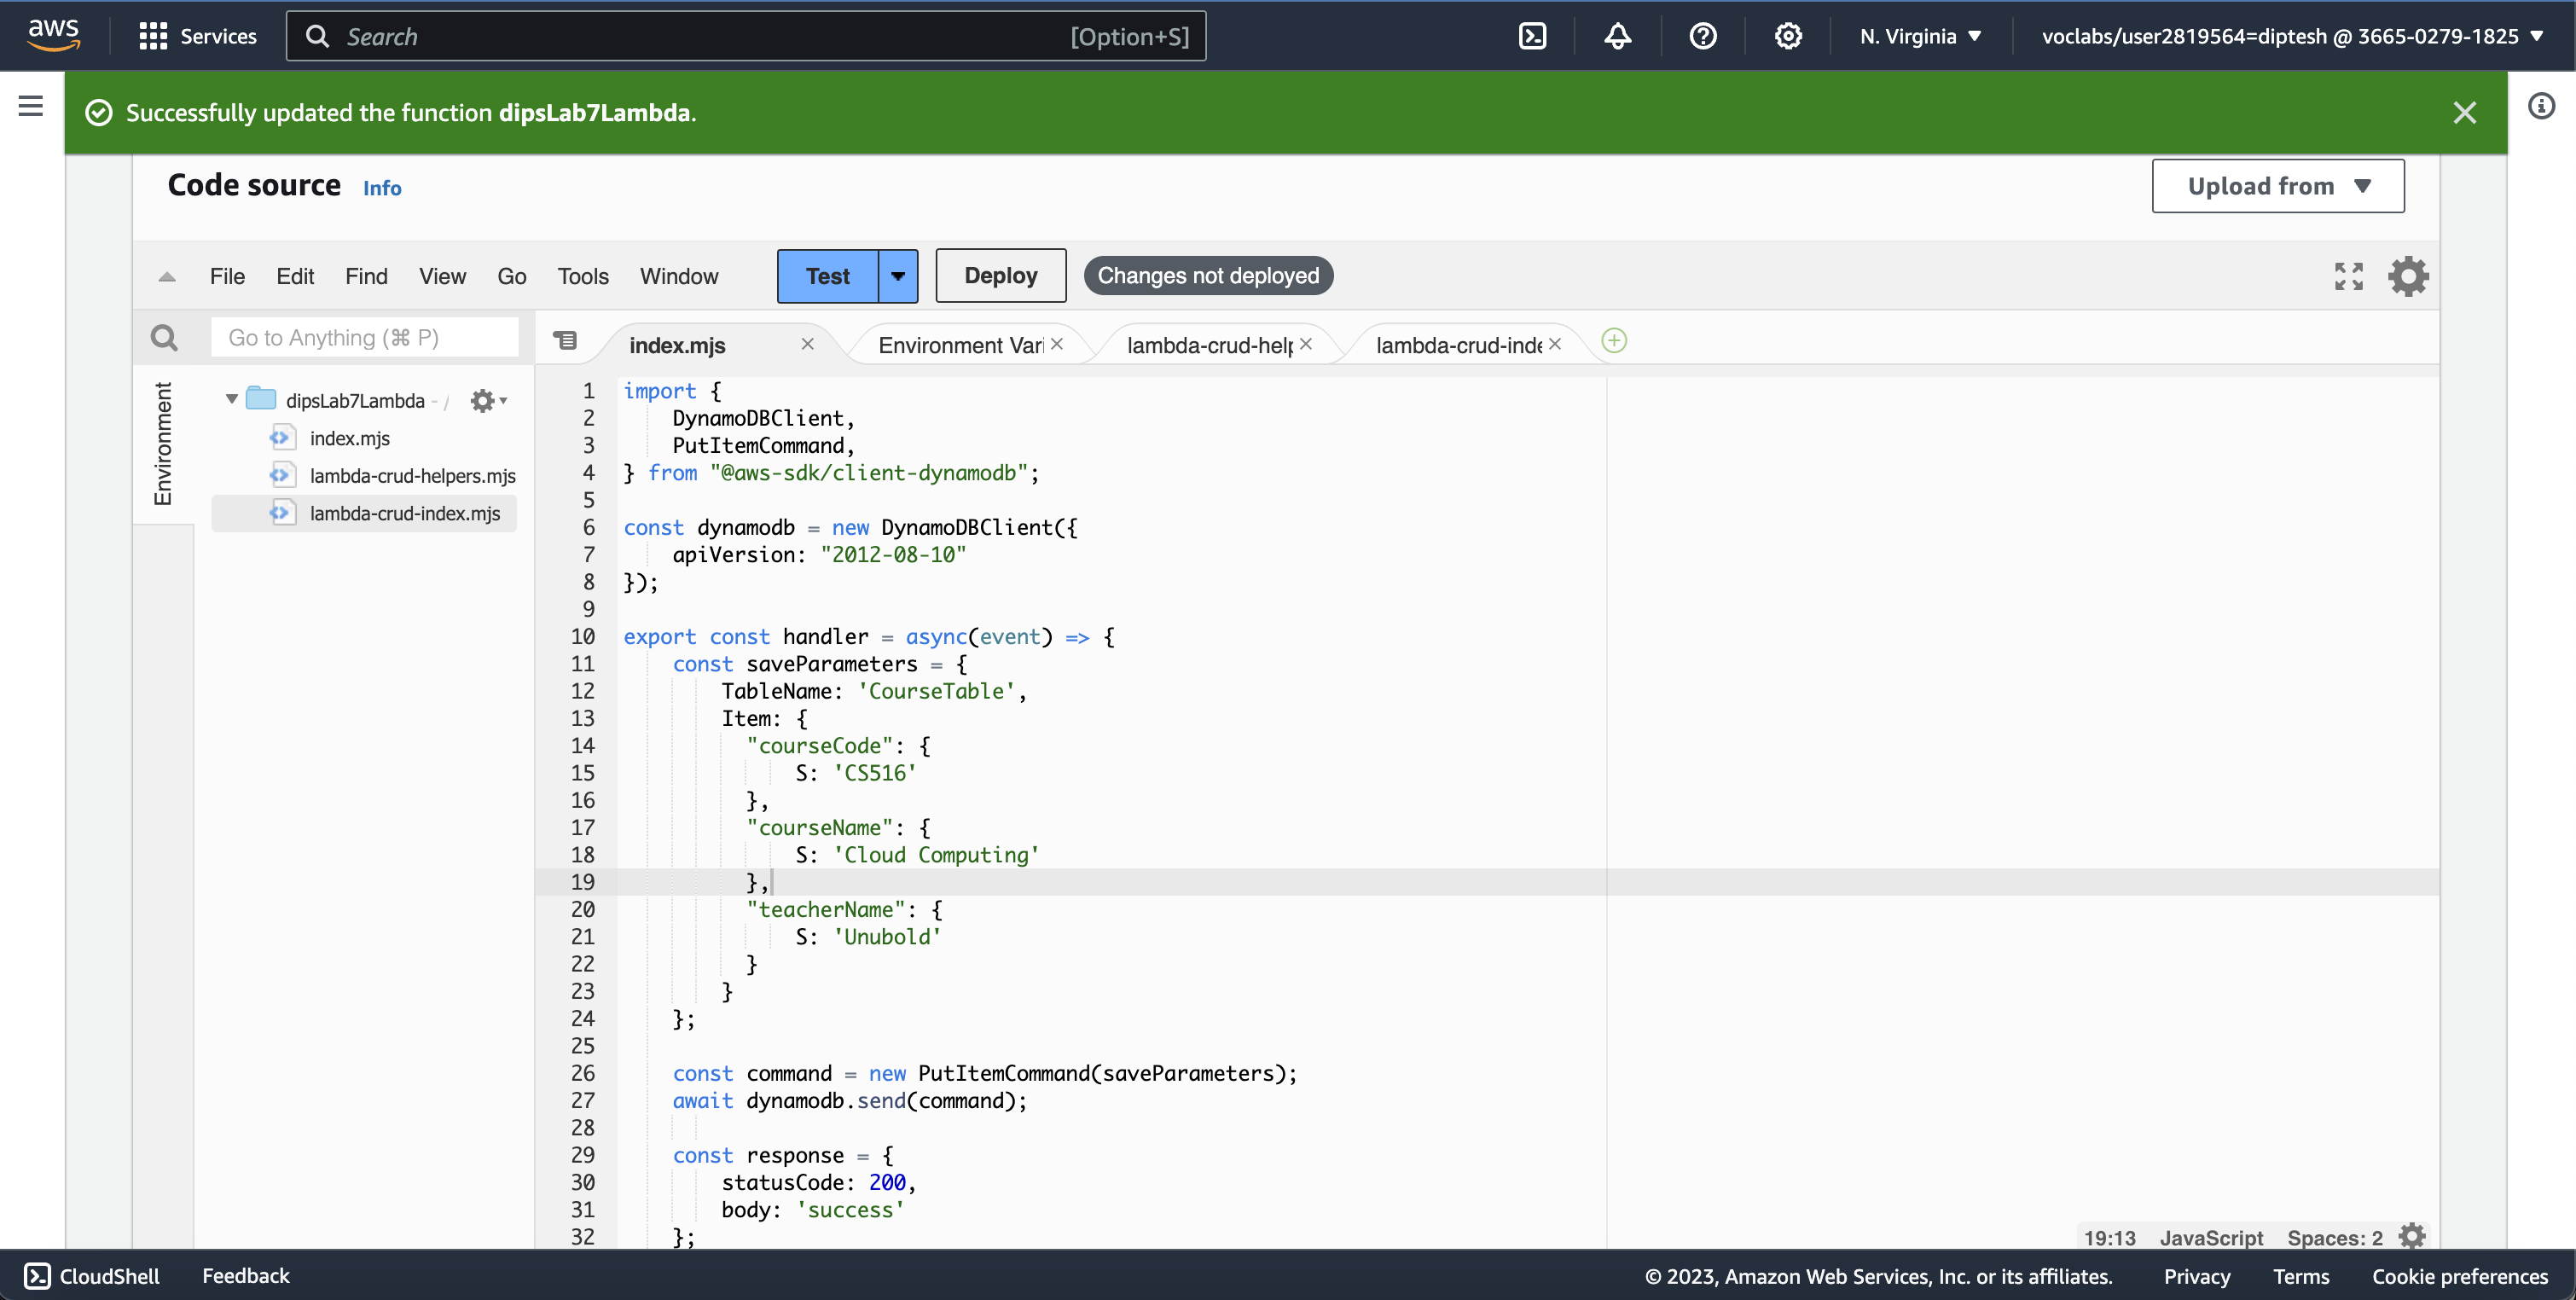 aws
Services
Search
[Option+S]
N. Virginia
voclabs/user2819564=diptesh @ 3665-0279-1825
Successfully updated the function dipsLab7Lambda.
Code source
Info
Upload from
File Edit Find View Go Tools Window
Test
Deploy
Changes not deployed
Go to Anything (⌘ P)
index.mjs
Environment Vari
lambda-crud-help
lambda-crud-inde
Environment
dipsLab7Lambda - /
index.mjs
lambda-crud-helpers.mjs
lambda-crud-index.mjs
1 import {
2     DynamoDBClient,
3     PutItemCommand,
4 } from "@aws-sdk/client-dynamodb";
5
6 const dynamodb = new DynamoDBClient({
7     apiVersion: "2012-08-10"
8 });
9
10 export const handler = async(event) => {
11     const saveParameters = {
12         TableName: 'CourseTable',
13         Item: {
14           "courseCode": {
15               S: 'CS516'
16           },
17           "courseName": {
18               S: 'Cloud Computing'
19           },
20           "teacherName": {
21               S: 'Unubold'
22           }
23         }
24     };
25
26     const command = new PutItemCommand(saveParameters);
27     await dynamodb.send(command);
28
29     const response = {
30         statusCode: 200,
31         body: 'success'
32     };
19:13 JavaScript Spaces: 2
CloudShell
Feedback
© 2023, Amazon Web Services, Inc. or its affiliates.
Privacy
Terms
Cookie preferences